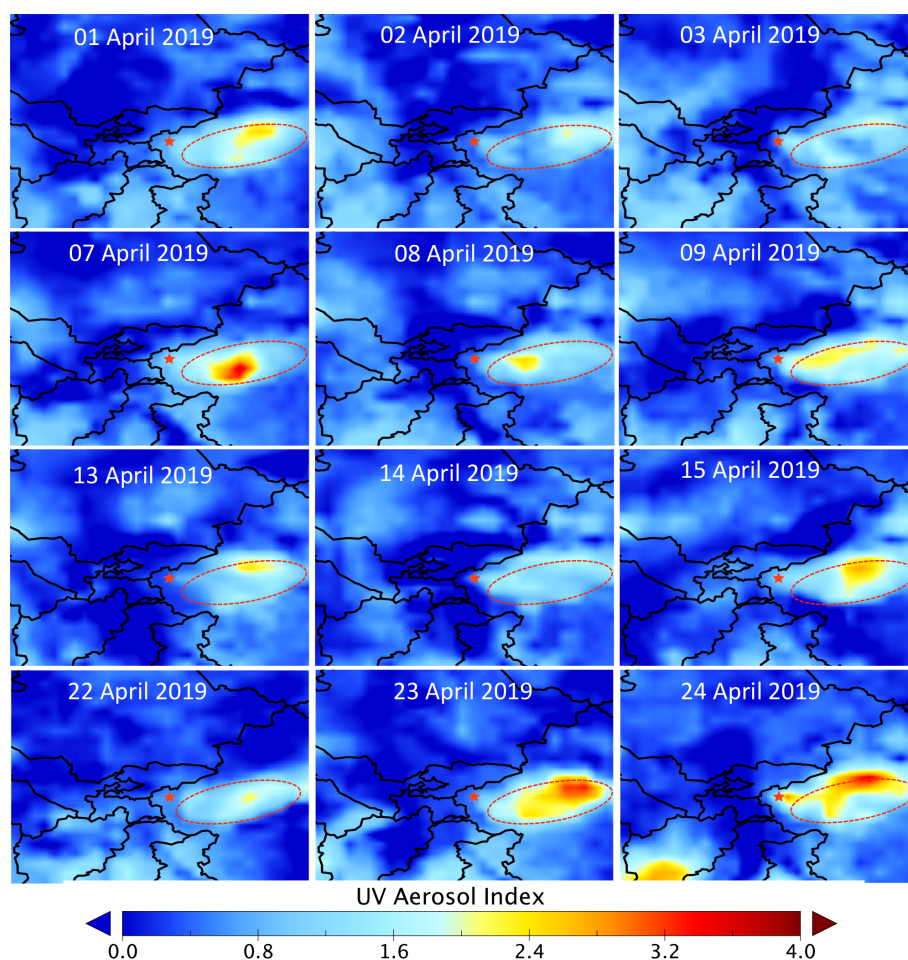 01 April 2019
02 April 2019
03 April 2019
07 April 2019
08 April 2019
09 April 2019
13 April 2019
14 April 2019
15 April 2019
22 April 2019
23 April 2019
24 April 2019
UV Aerosol Index
0.0 0.8 1.6 2.4 3.2 4.0